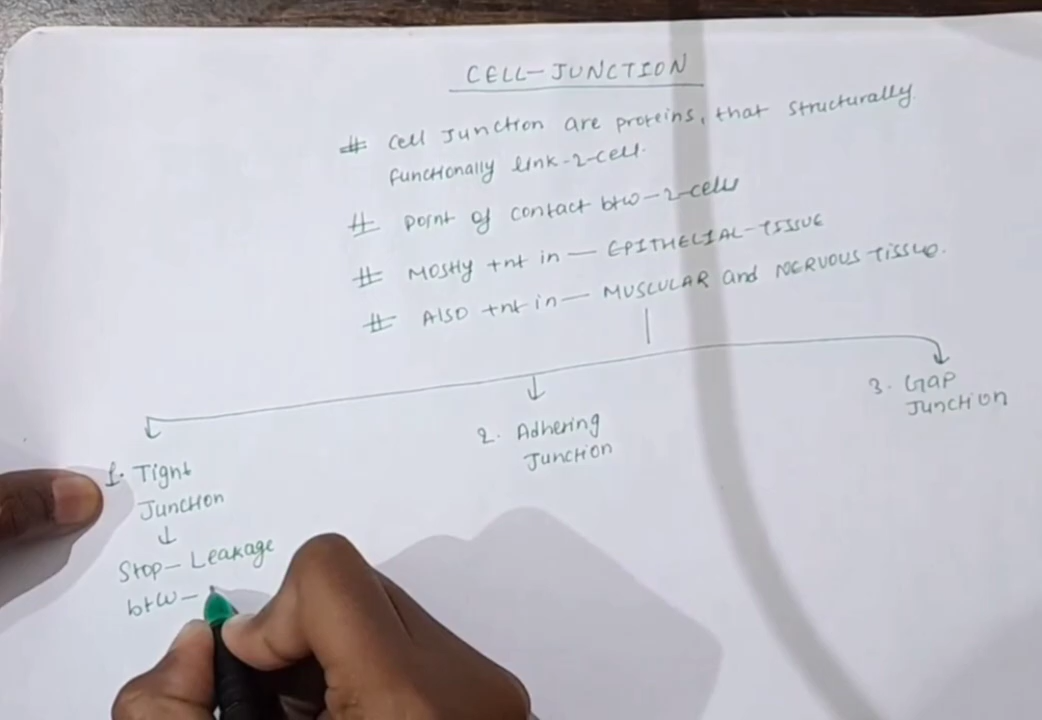 CELL-JUNCTION
# Cell Junction are proteins, that structurally
functionally link-2-cell.
# point of contact btw-2-cells
# Mostly +nt in — EPITHELIAL-TISSUE
# Also +nt in — MUSCULAR and NERVOUS Tissue.
1. Tight
Junction
↓
Stop-Leakage
btw-
2. Adhering
Junction
3. Gap
Junction